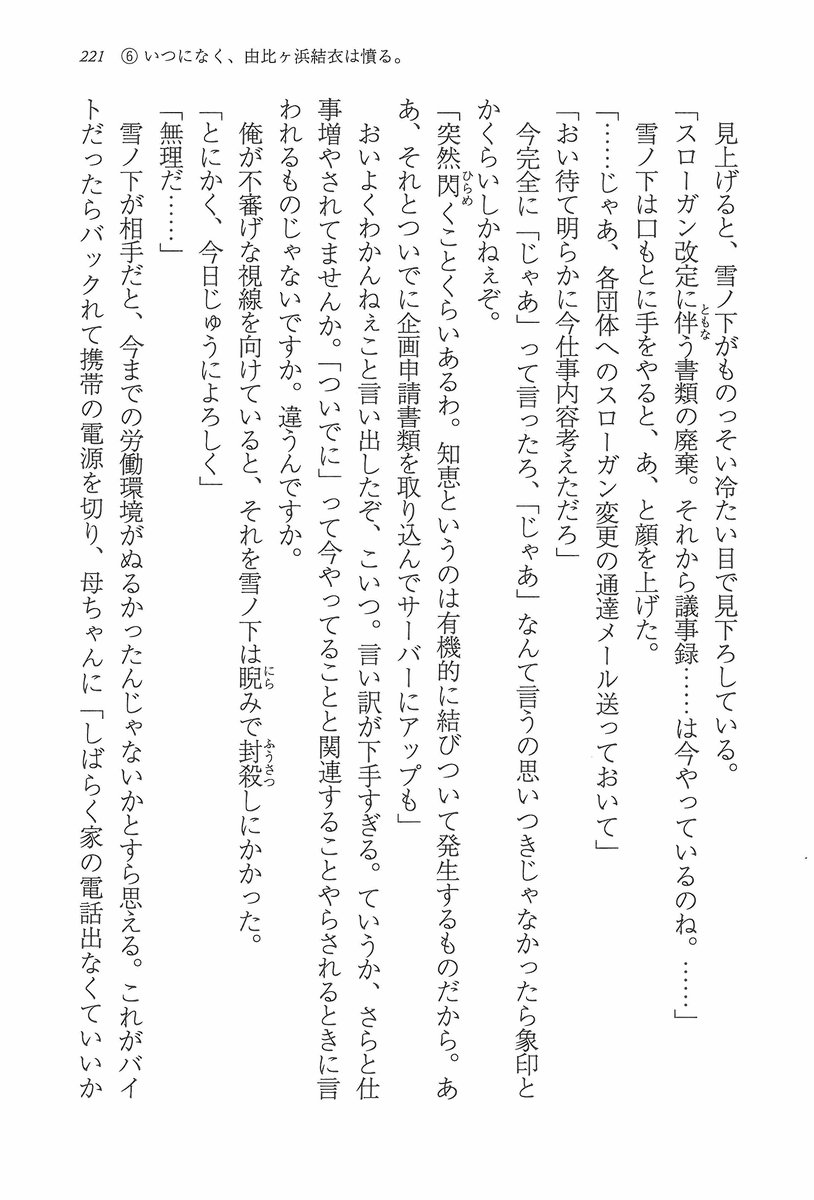 221 ⑥ いつになく、由比ヶ浜結衣は憤る。
　見上げると、雪ノ下がものっそい冷たい目で見下ろしている。
「スローガン改定に伴う書類の廃棄。それから議事録……は今やっているのね。……」
　雪ノ下は口もとに手をやると、あ、と顔を上げた。
「……じゃあ、各団体へのスローガン変更の通達メール送っておいて」
「おい待て明らかに今仕事内容考えただろ」
　今完全に「じゃあ」って言ったろ、「じゃあ」なんて言うの思いつきじゃなかったら象印と
かくらいしかねぇぞ。
「突然閃くことくらいあるわ。知恵というのは有機的に結びついて発生するものだから。あ
あ、それとついでに企画申請書類を取り込んでサーバーにアップも」
　おいよくわかんねぇこと言い出したぞ、こいつ。言い訳が下手すぎる。ていうか、さらと仕
事増やされてませんか。「ついでに」って今やってることと関連することやらされるときに言
われるものじゃないですか。違うんですか。
　俺が不審げな視線を向けていると、それを雪ノ下は睨みで封殺しにかかった。
「とにかく、今日じゅうによろしく」
「無理だ……」
　雪ノ下が相手だと、今までの労働環境がぬるかったんじゃないかとすら思える。これがバイ
トだったらバックれて携帯の電源を切り、母ちゃんに「しばらく家の電話出なくていいか
ともな
ひらめ
にら
ふうさつ